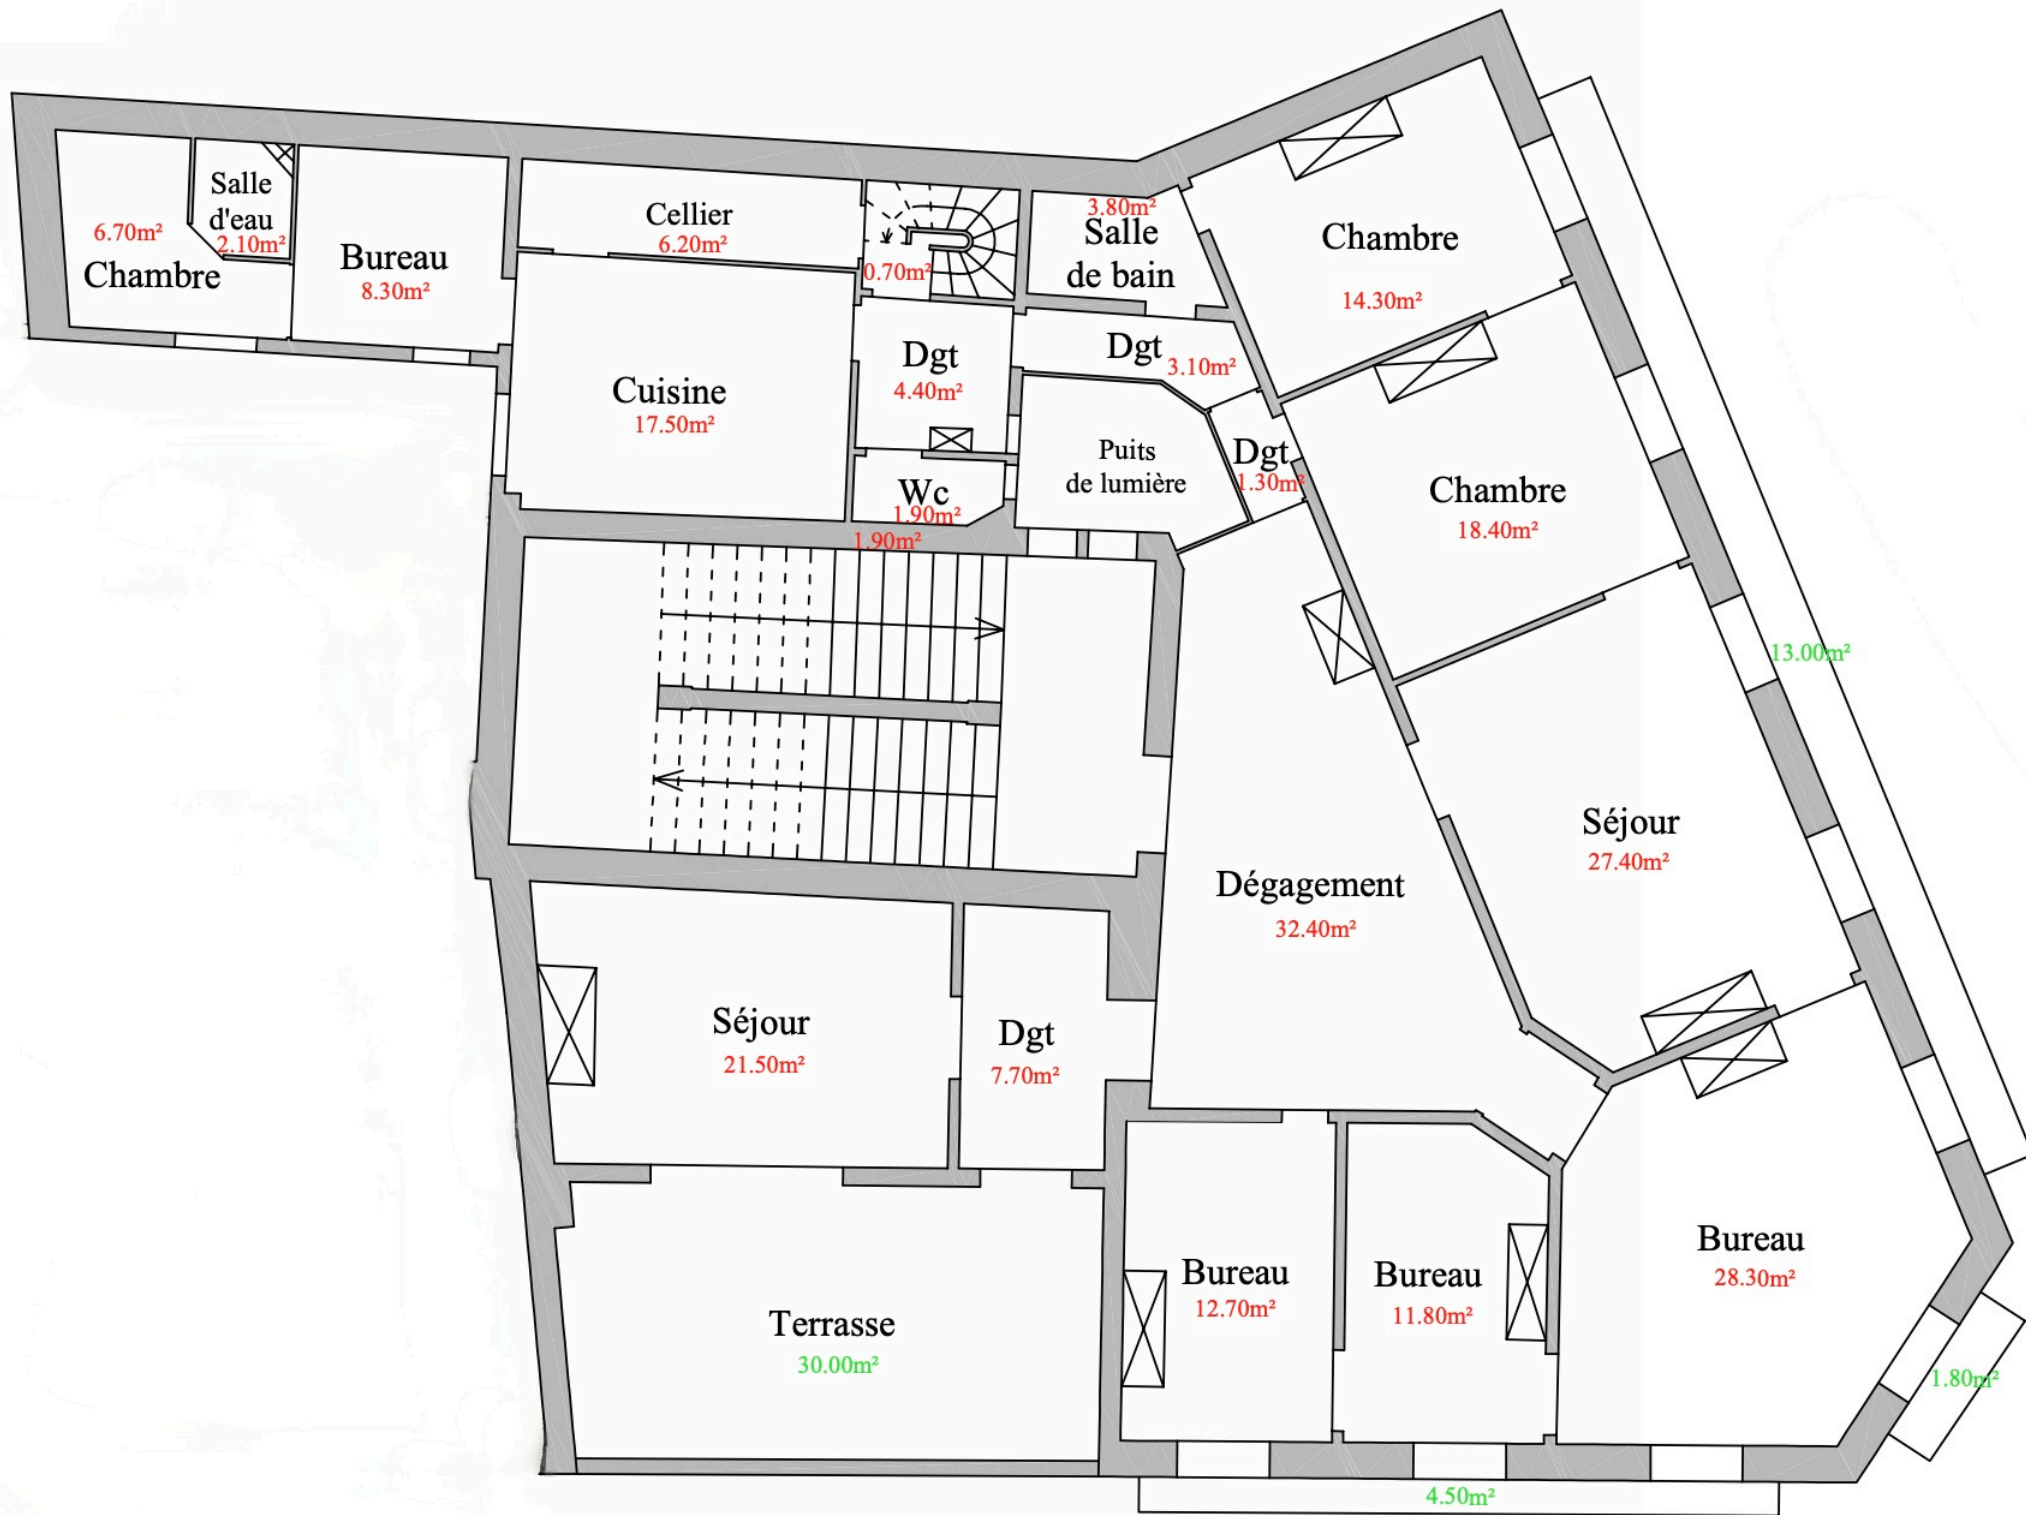 6.70m²
Chambre
Salle
d'eau
2.10m²
Bureau
8.30m²
Cellier
6.20m²
0.70m²
3.80m²
Salle
de bain
Chambre
14.30m²
Cuisine
17.50m²
Dgt
4.40m²
Dgt
3.10m²
Wc
1.90m²
1.90m²
Puits
de lumière
Dgt
1.30m²
Chambre
18.40m²
13.00m²
Séjour
27.40m²
Dégagement
32.40m²
Séjour
21.50m²
Dgt
7.70m²
Terrasse
30.00m²
Bureau
12.70m²
Bureau
11.80m²
Bureau
28.30m²
1.80m²
4.50m²